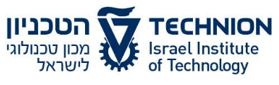 הטכניון
מכון טכנולוגי
לישראל
TECHNION
Israel Institute
of Technology